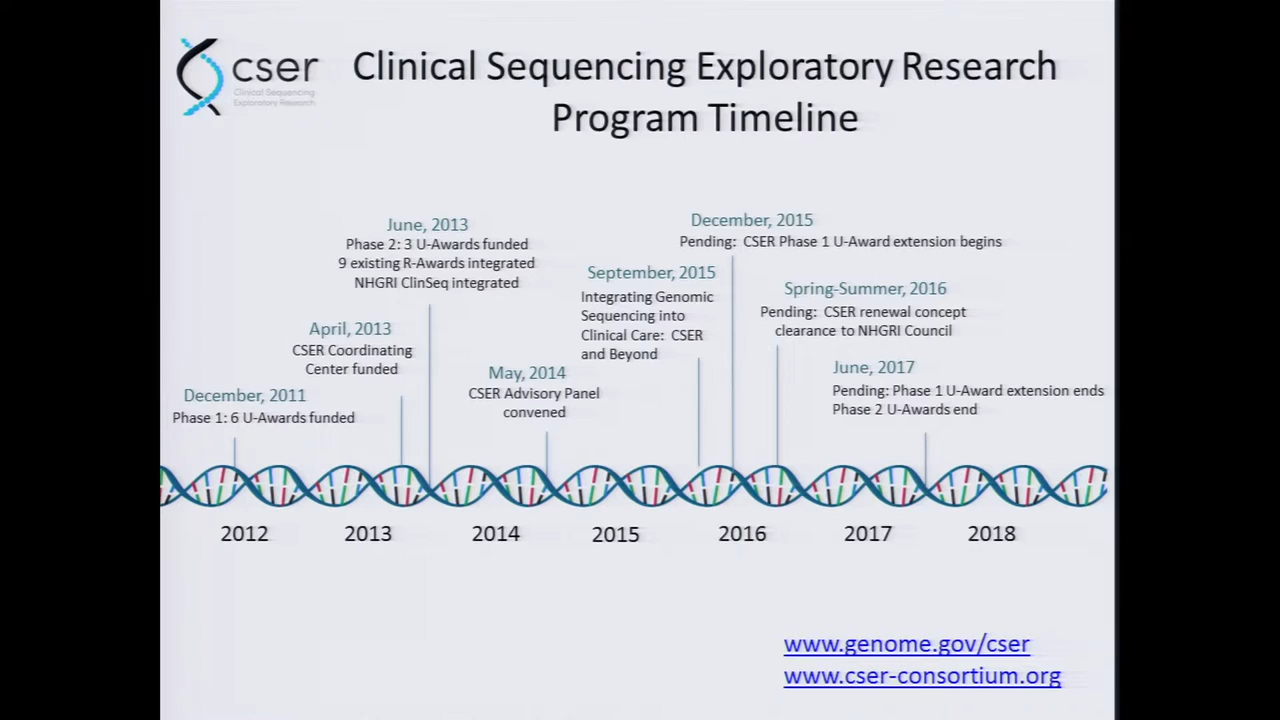 cser
Clinical Sequencing
Exploratory Research
Clinical Sequencing Exploratory Research
Program Timeline
December, 2011
Phase 1: 6 U-Awards funded
April, 2013
CSER Coordinating
Center funded
June, 2013
Phase 2: 3 U-Awards funded
9 existing R-Awards integrated
NHGRI ClinSeq integrated
May, 2014
CSER Advisory Panel
convened
September, 2015
Integrating Genomic
Sequencing into
Clinical Care: CSER
and Beyond
December, 2015
Pending: CSER Phase 1 U-Award extension begins
Spring-Summer, 2016
Pending: CSER renewal concept
clearance to NHGRI Council
June, 2017
Pending: Phase 1 U-Award extension ends
Phase 2 U-Awards end
2012 2013 2014 2015 2016 2017 2018
www.genome.gov/cser
www.cser-consortium.org